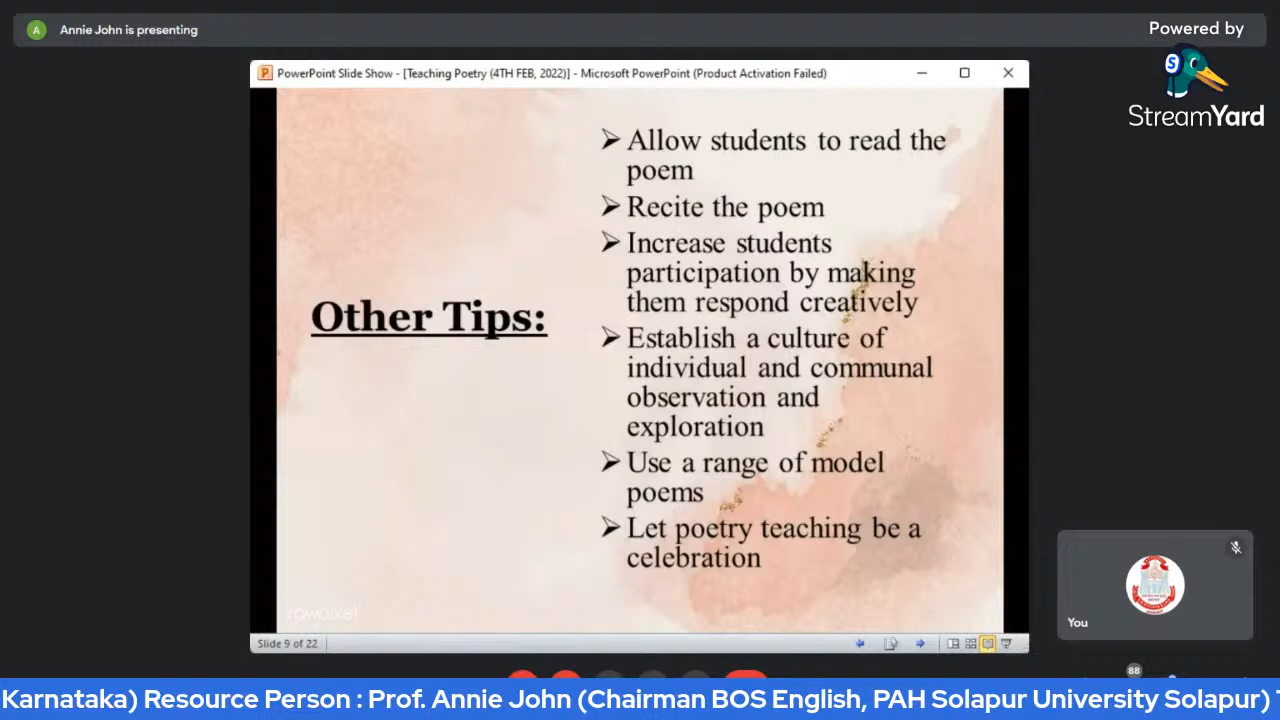 A
Annie John is presenting
Powered by
S
StreamYard
P
PowerPoint Slide Show - [Teaching Poetry (4TH FEB, 2022)] - Microsoft PowerPoint (Product Activation Failed)
Other Tips:
➢ Allow students to read the
poem
➢ Recite the poem
➢ Increase students
participation by making
them respond creatively
➢ Establish a culture of
individual and communal
observation and
exploration
➢ Use a range of model
poems
➢ Let poetry teaching be a
celebration
rawpixel
Slide 9 of 22
You
88
Karnataka) Resource Person : Prof. Annie John (Chairman BOS English, PAH Solapur University Solapur)